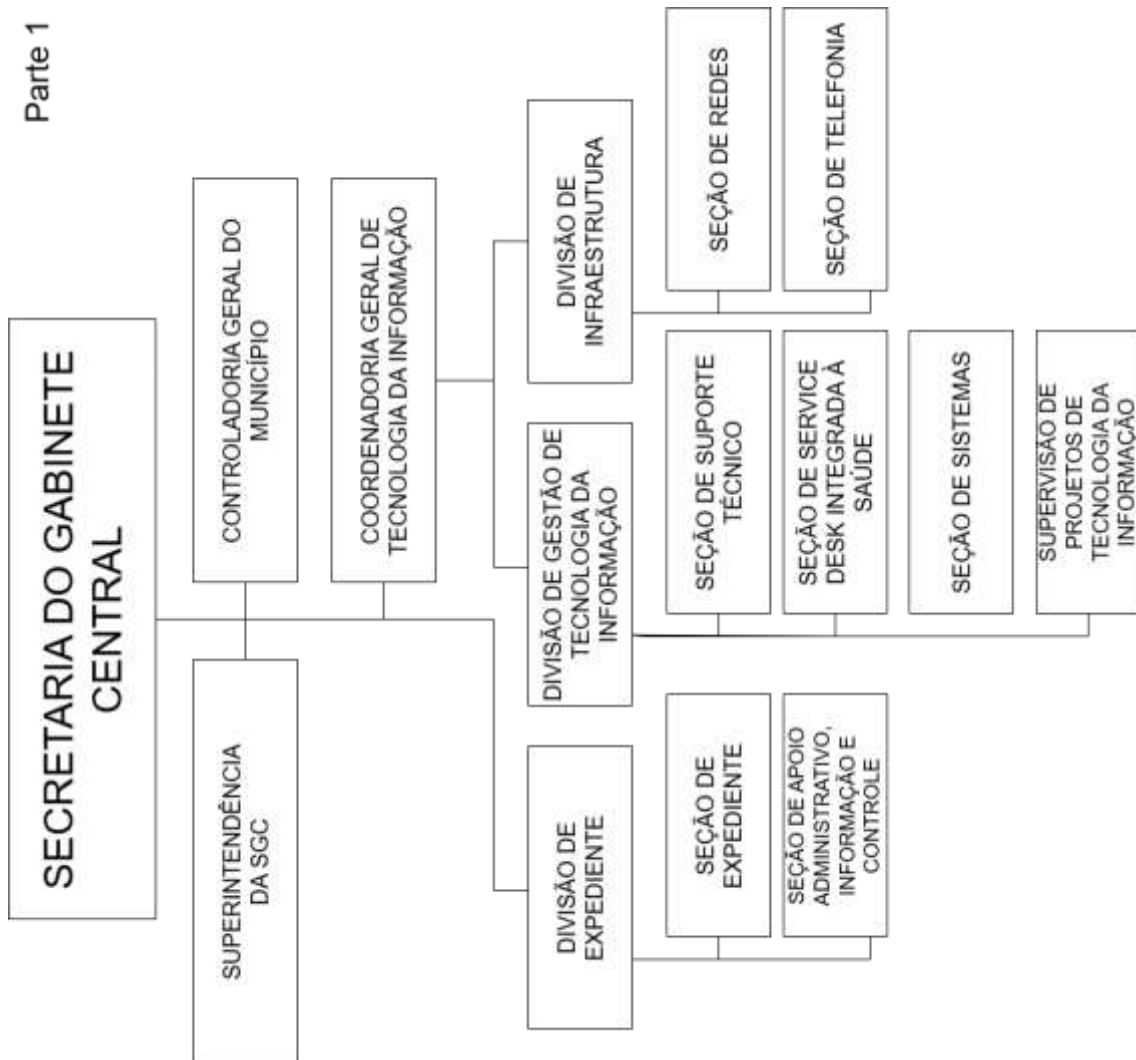 Parte 1
SECRETARIA DO GABINETE
CENTRAL
SUPERINTENDÊNCIA
DA SGC
CONTROLADORIA GERAL DO
MUNICÍPIO
COORDENADORIA GERAL DE
TECNOLOGIA DA INFORMAÇÃO
DIVISÃO DE
EXPEDIENTE
SEÇÃO DE
EXPEDIENTE
SEÇÃO DE APOIO
ADMINISTRATIVO,
INFORMAÇÃO E
CONTROLE
DIVISÃO DE GESTÃO DE
TECNOLOGIA DA
INFORMAÇÃO
SEÇÃO DE SUPORTE
TÉCNICO
SEÇÃO DE SERVICE
DESK INTEGRADA À
SAÚDE
SEÇÃO DE SISTEMAS
SUPERVISÃO DE
PROJETOS DE
TECNOLOGIA DA
INFORMAÇÃO
DIVISÃO DE
INFRAESTRUTURA
SEÇÃO DE REDES
SEÇÃO DE TELEFONIA